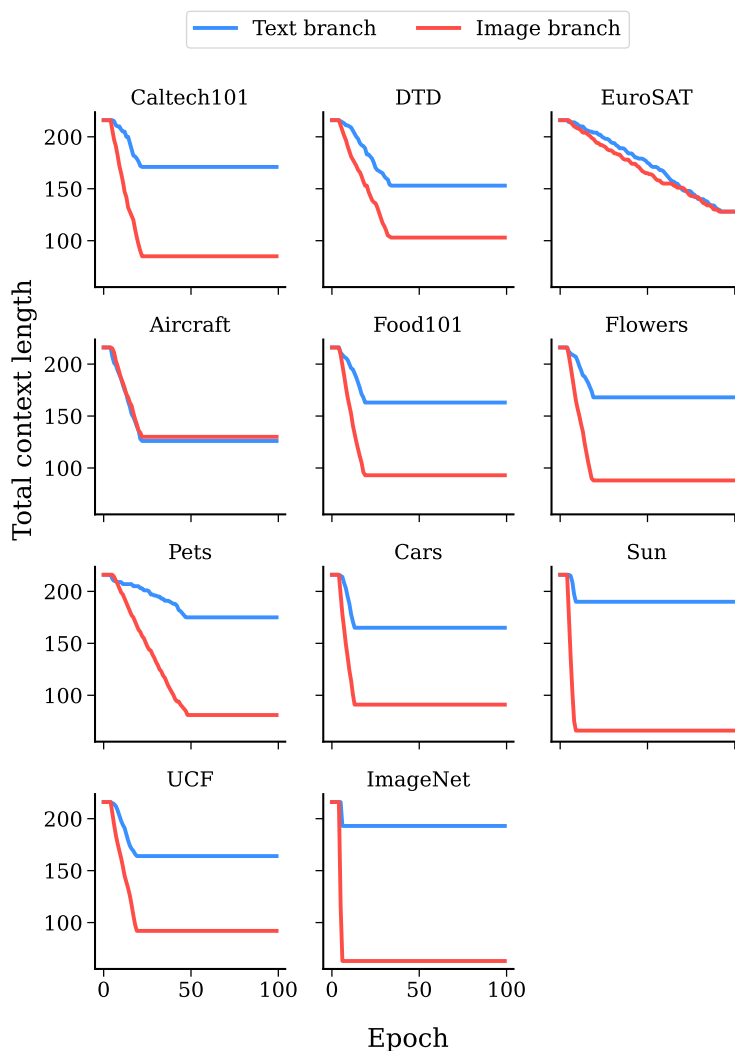 Text branch Image branch
Caltech101 DTD EuroSAT
200
150
100
Aircraft Food101 Flowers
200
150
100
Pets Cars Sun
200
150
100
UCF ImageNet
200
150
100
0 50 100 0 50 100
Total context length
Epoch